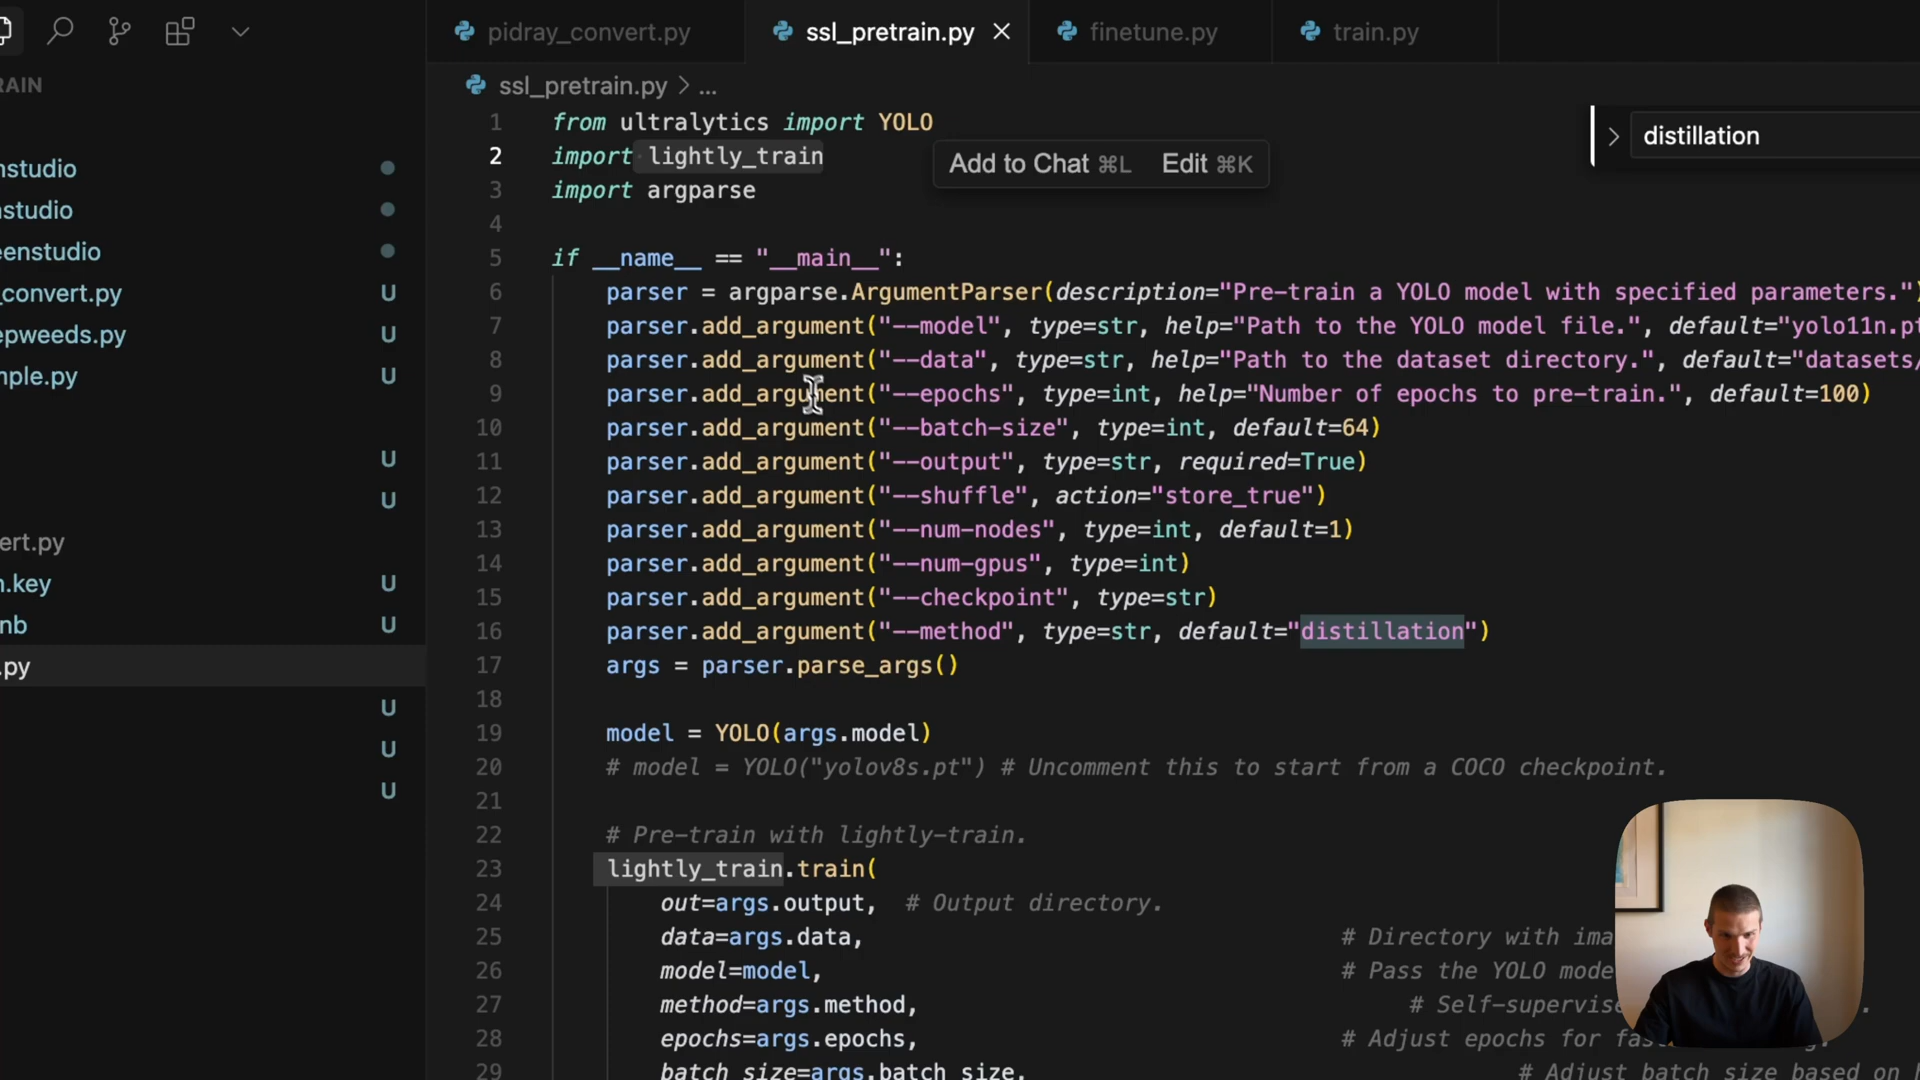 pidray_convert.py
ssl_pretrain.py
finetune.py
train.py
RAIN
ssl_pretrain.py > ...
distillation
Add to Chat ⌘L Edit ⌘K
nstudio
studio
enstudio
_convert.py U
epweeds.py U
mple.py U
U
U
ert.py
n.key U
nb U
.py
U
U
U
1 from ultralytics import YOLO
2 import lightly_train
3 import argparse
4
5 if __name__ == "__main__":
6 parser = argparse.ArgumentParser(description="Pre-train a YOLO model with specified parameters.")
7 parser.add_argument("--model", type=str, help="Path to the YOLO model file.", default="yolo11n.pt
8 parser.add_argument("--data", type=str, help="Path to the dataset directory.", default="datasets/
9 parser.add_argument("--epochs", type=int, help="Number of epochs to pre-train.", default=100)
10 parser.add_argument("--batch-size", type=int, default=64)
11 parser.add_argument("--output", type=str, required=True)
12 parser.add_argument("--shuffle", action="store_true")
13 parser.add_argument("--num-nodes", type=int, default=1)
14 parser.add_argument("--num-gpus", type=int)
15 parser.add_argument("--checkpoint", type=str)
16 parser.add_argument("--method", type=str, default="distillation")
17 args = parser.parse_args()
18
19 model = YOLO(args.model)
20 # model = YOLO("yolov8s.pt") # Uncomment this to start from a COCO checkpoint.
21
22 # Pre-train with lightly-train.
23 lightly_train.train(
24 out=args.output, # Output directory.
25 data=args.data, # Directory with ima
26 model=model, # Pass the YOLO mode
27 method=args.method, # Self-supervise
28 epochs=args.epochs, # Adjust epochs for fas
29 batch_size=args.batch_size, # Adjust batch size based on